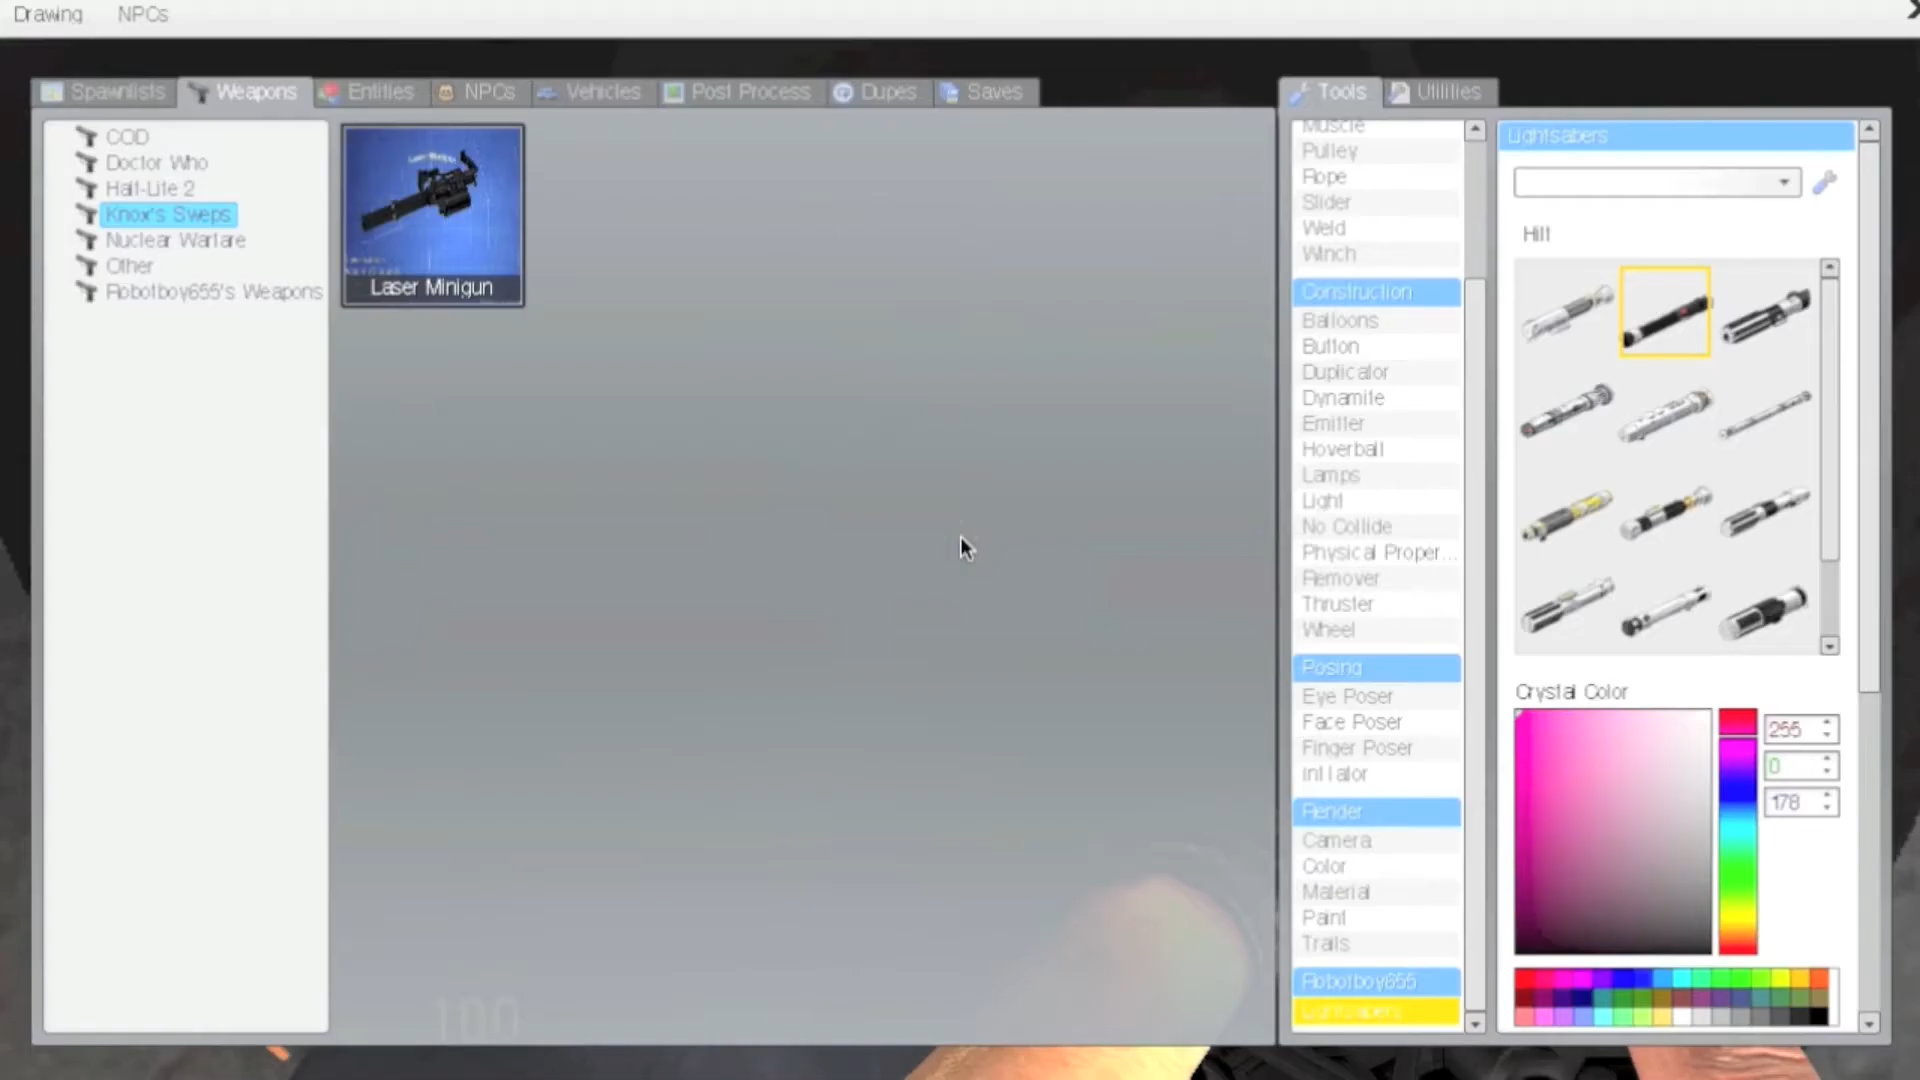 Drawing NPCs
Spawnlists Weapons Entities NPCs Vehicles Post Process Dupes Saves
COD
Doctor Who
Half-Life 2
Knox's Sweps
Nuclear Warfare
Other
Robotboy655's Weapons
Laser Minigun
100
Tools Utilities
Muscle
Pulley
Rope
Slider
Weld
Winch
Construction
Balloons
Button
Duplicator
Dynamite
Emitter
Hoverball
Lamps
Light
No Collide
Physical Proper...
Remover
Thruster
Wheel
Posing
Eye Poser
Face Poser
Finger Poser
Inflator
Render
Camera
Color
Material
Paint
Trails
Robotboy655
Lightsabers
Lightsabers
Hilt
Crystal Color
255
0
178